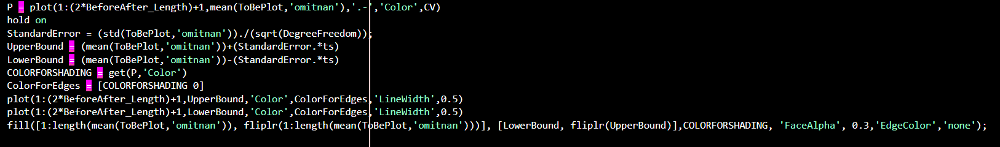 P = plot(1:(2*BeforeAfter_Length)+1,mean(ToBePlot,'omitnan'),'.-','Color',CV)
hold on
StandardError = (std(ToBePlot,'omitnan'))./(sqrt(DegreeFreedom));
UpperBound = (mean(ToBePlot,'omitnan'))+(StandardError.*ts)
LowerBound = (mean(ToBePlot,'omitnan'))-(StandardError.*ts)
COLORFORSHADING = get(P,'Color')
ColorForEdges = [COLORFORSHADING 0]
plot(1:(2*BeforeAfter_Length)+1,UpperBound,'Color',ColorForEdges,'LineWidth',0.5)
plot(1:(2*BeforeAfter_Length)+1,LowerBound,'Color',ColorForEdges,'LineWidth',0.5)
fill([1:length(mean(ToBePlot,'omitnan')), fliplr(1:length(mean(ToBePlot,'omitnan')))], [LowerBound, fliplr(UpperBound)],COLORFORSHADING, 'FaceAlpha', 0.3,'EdgeColor','none');